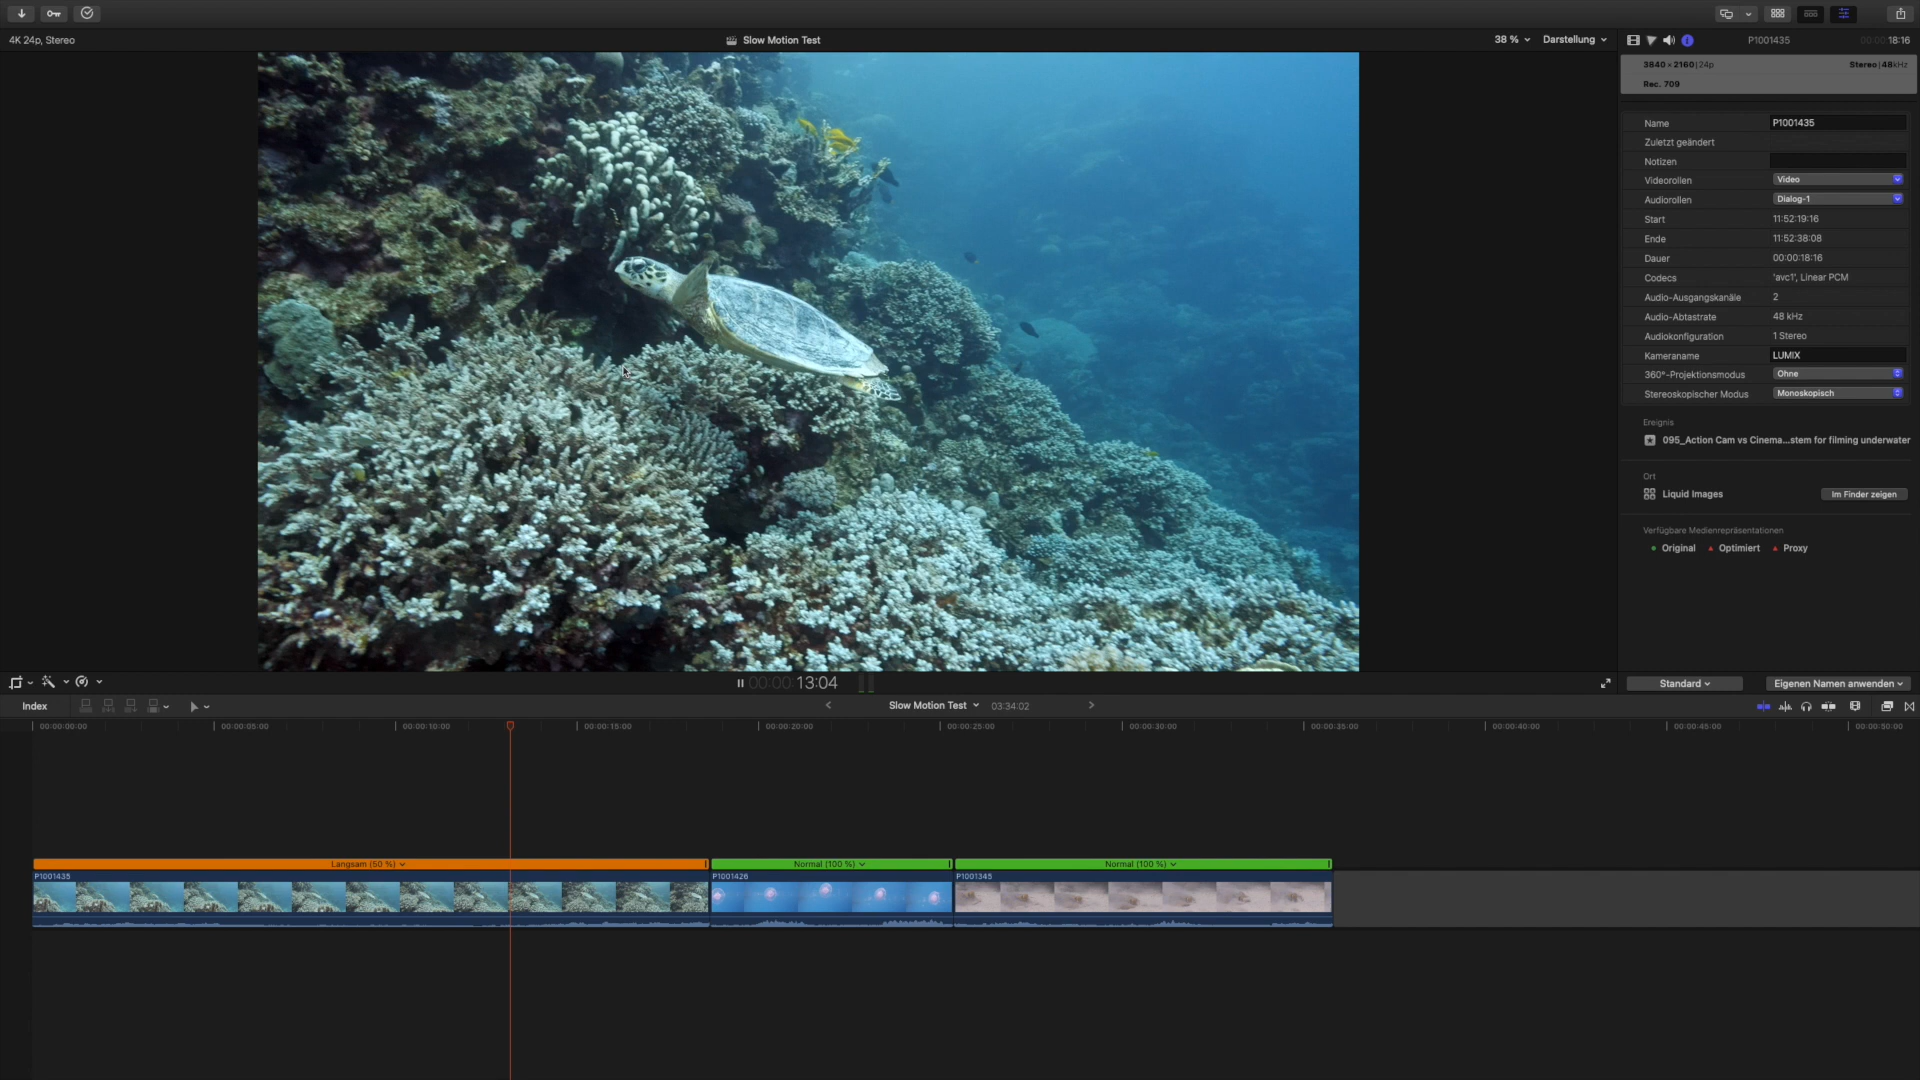 4K 24p, Stereo
Slow Motion Test
38 %
Darstellung
P1001435
00:00:18:16
3840 × 2160 | 24p
Stereo | 48kHz
Rec. 709
Name
P1001435
Zuletzt geändert
Notizen
Videorollen
Video
Audiorollen
Dialog-1
Start
11:52:19:16
Ende
11:52:38:08
Dauer
00:00:18:16
Codecs
'avc1', Linear PCM
Audio-Ausgangskanäle
2
Audio-Abtastrate
48 kHz
Audiokonfiguration
1 Stereo
Kameraname
LUMIX
360°-Projektionsmodus
Ohne
Stereoskopischer Modus
Monoskopisch
Ereignis
095_Action Cam vs Cinema...stem for filming underwater
Ort
Liquid Images
Im Finder zeigen
Verfügbare Medienrepräsentationen
Original
Optimiert
Proxy
00:00:13:04
Standard
Eigenen Namen anwenden
Index
Slow Motion Test
03:34:02
00:00:00:00
00:00:05:00
00:00:10:00
00:00:15:00
00:00:20:00
00:00:25:00
00:00:30:00
00:00:35:00
00:00:40:00
00:00:45:00
00:00:50:00
Langsam (50 %)
Normal (100 %)
Normal (100 %)
P1001435
P1001426
P1001345